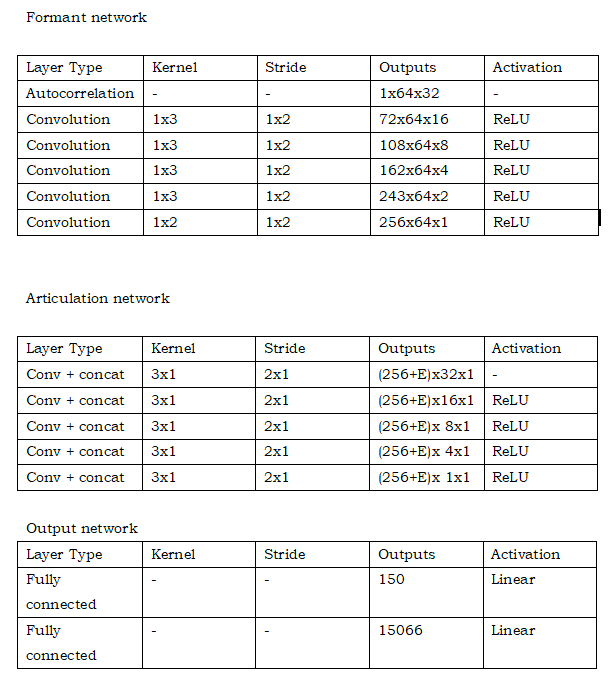 Formant network
Layer Type Kernel Stride Outputs Activation
Autocorrelation - - 1x64x32 -
Convolution 1x3 1x2 72x64x16 ReLU
Convolution 1x3 1x2 108x64x8 ReLU
Convolution 1x3 1x2 162x64x4 ReLU
Convolution 1x3 1x2 243x64x2 ReLU
Convolution 1x2 1x2 256x64x1 ReLU
Articulation network
Layer Type Kernel Stride Outputs Activation
Conv + concat 3x1 2x1 (256+E)x32x1 -
Conv + concat 3x1 2x1 (256+E)x16x1 ReLU
Conv + concat 3x1 2x1 (256+E)x 8x1 ReLU
Conv + concat 3x1 2x1 (256+E)x 4x1 ReLU
Conv + concat 3x1 2x1 (256+E)x 1x1 ReLU
Output network
Layer Type Kernel Stride Outputs Activation
Fully - - 150 Linear
connected
Fully - - 15066 Linear
connected